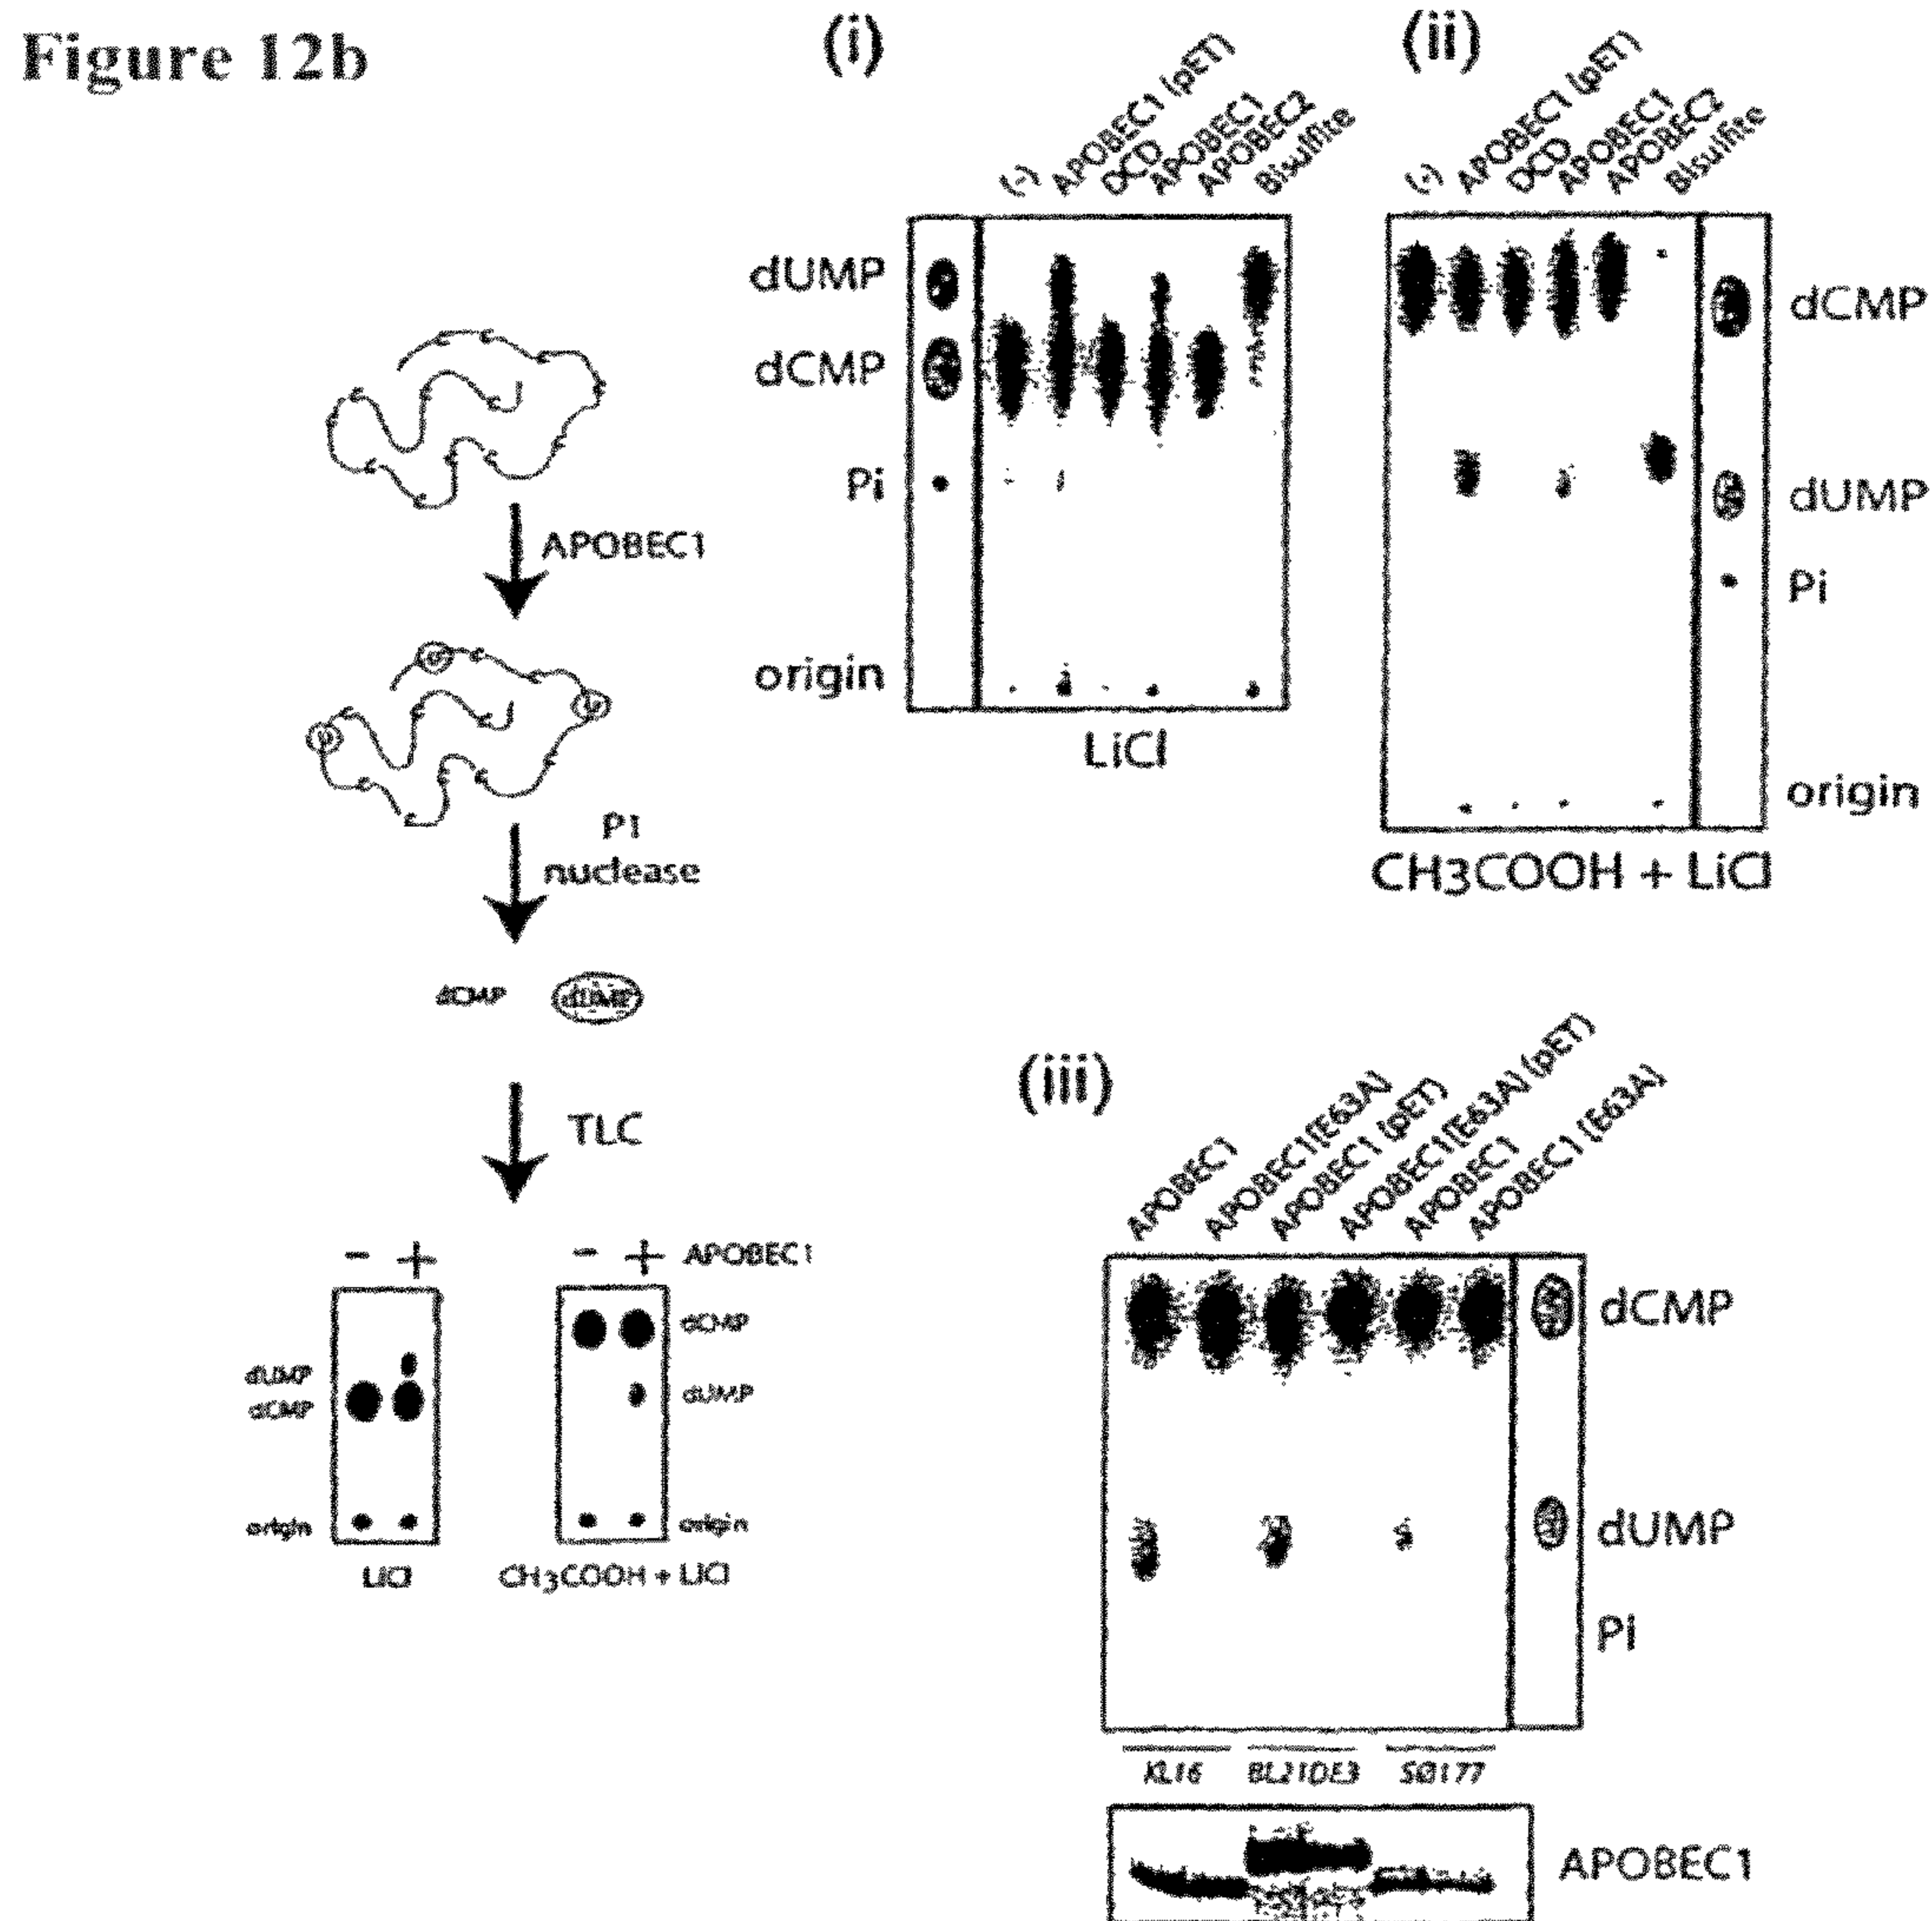 Figure 12b
(i)
(-)
APOBEC1 (pET)
DCD
APOBEC1
APOBEC2
Bisulfite
dUMP
dCMP
Pi
origin
LiCl
(ii)
(-)
APOBEC1 (pET)
DCD
APOBEC1
APOBEC2
Bisulfite
dCMP
dUMP
Pi
origin
CH3COOH + LiCl
APOBEC1
P1
nuclease
dCMP dUMP
TLC
- + - + APOBEC1
dUMP
dCMP
origin
LiCl
dCMP
dUMP
origin
CH3COOH + LiCl
(iii)
APOBEC1
APOBEC1[E63A]
APOBEC1 (pET)
APOBEC1[E63A] (pET)
APOBEC1
APOBEC1 [E63A]
dCMP
dUMP
Pi
KL16 BL21DE3 SØ177
APOBEC1